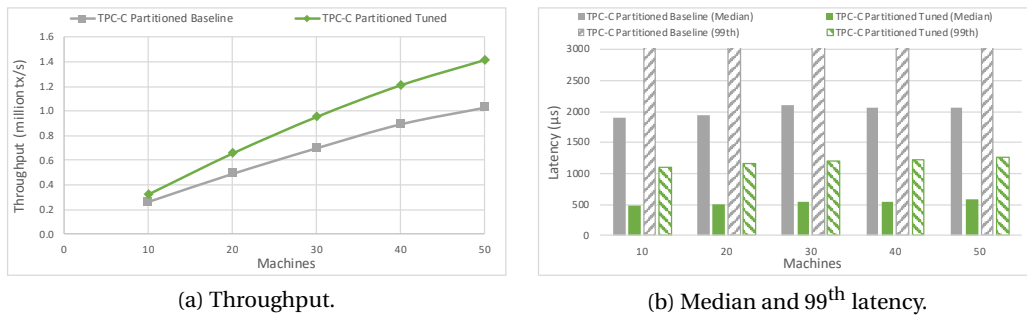 TPC-C Partitioned Baseline TPC-C Partitioned Tuned
1.6
1.4
1.2
1.0
0.8
0.6
0.4
0.2
0.0
Throughput (million tx/s)
0 10 20 30 40 50
Machines
(a) Throughput.
TPC-C Partitioned Baseline (Median) TPC-C Partitioned Tuned (Median)
TPC-C Partitioned Baseline (99th) TPC-C Partitioned Tuned (99th)
3000
2500
2000
1500
1000
500
0
Latency (µs)
10 20 30 40 50
Machines
(b) Median and 99th latency.